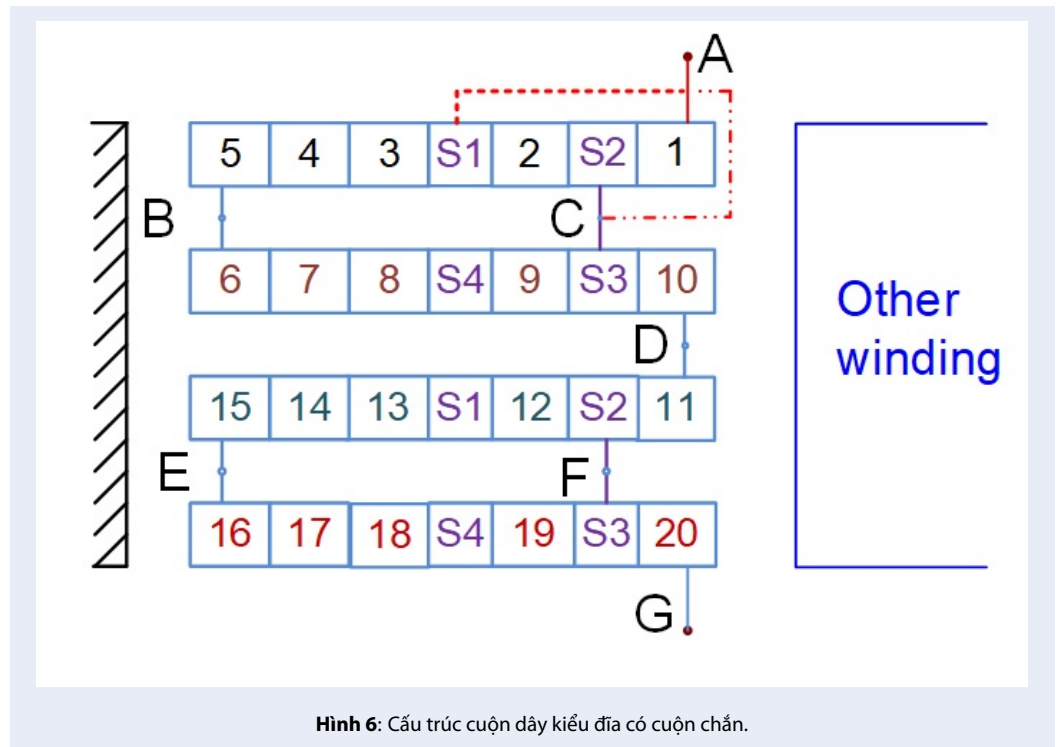 A
5 4 3 S1 2 S2 1
B C
6 7 8 S4 9 S3 10
Other
winding
D
15 14 13 S1 12 S2 11
E F
16 17 18 S4 19 S3 20
G
Hình 6: Cấu trúc cuộn dây kiểu đĩa có cuộn chắn.